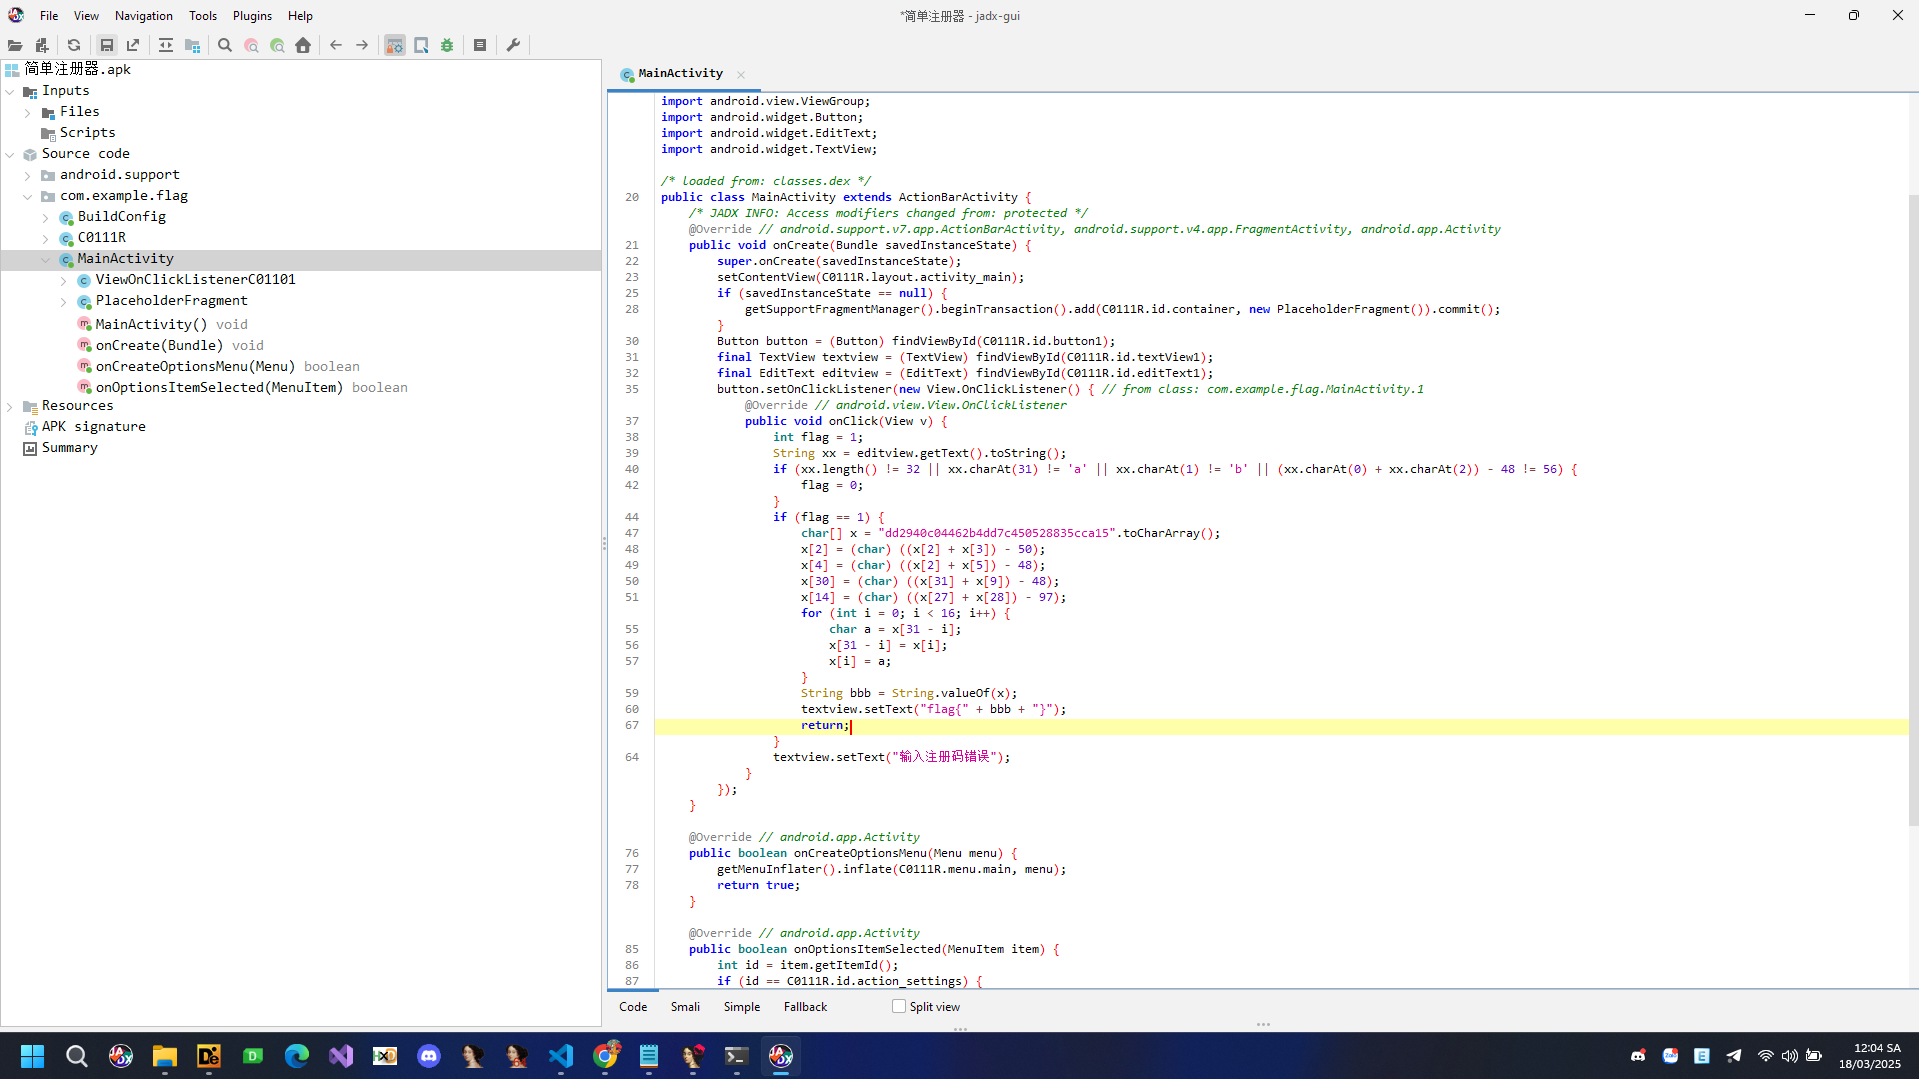 *简单注册器 - jadx-gui
File View Navigation Tools Plugins Help
简单注册器.apk
Inputs
Files
Scripts
Source code
android.support
com.example.flag
BuildConfig
C0111R
MainActivity
ViewOnClickListenerC01101
PlaceholderFragment
MainActivity() void
onCreate(Bundle) void
onCreateOptionsMenu(Menu) boolean
onOptionsItemSelected(MenuItem) boolean
Resources
APK signature
Summary
MainActivity
import android.view.ViewGroup;
import android.widget.Button;
import android.widget.EditText;
import android.widget.TextView;
/* loaded from: classes.dex */
20 public class MainActivity extends ActionBarActivity {
/* JADX INFO: Access modifiers changed from: protected */
@Override // android.support.v7.app.ActionBarActivity, android.support.v4.app.FragmentActivity, android.app.Activity
21 public void onCreate(Bundle savedInstanceState) {
22 super.onCreate(savedInstanceState);
23 setContentView(C0111R.layout.activity_main);
25 if (savedInstanceState == null) {
28 getSupportFragmentManager().beginTransaction().add(C0111R.id.container, new PlaceholderFragment()).commit();
}
30 Button button = (Button) findViewById(C0111R.id.button1);
31 final TextView textview = (TextView) findViewById(C0111R.id.textView1);
32 final EditText editview = (EditText) findViewById(C0111R.id.editText1);
35 button.setOnClickListener(new View.OnClickListener() { // from class: com.example.flag.MainActivity.1
@Override // android.view.View.OnClickListener
37 public void onClick(View v) {
38 int flag = 1;
39 String xx = editview.getText().toString();
40 if (xx.length() != 32 || xx.charAt(31) != 'a' || xx.charAt(1) != 'b' || (xx.charAt(0) + xx.charAt(2)) - 48 != 56) {
42 flag = 0;
}
44 if (flag == 1) {
47 char[] x = "dd2940c04462b4dd7c450528835cca15".toCharArray();
48 x[2] = (char) ((x[2] + x[3]) - 50);
49 x[4] = (char) ((x[2] + x[5]) - 48);
50 x[30] = (char) ((x[31] + x[9]) - 48);
51 x[14] = (char) ((x[27] + x[28]) - 97);
for (int i = 0; i < 16; i++) {
55 char a = x[31 - i];
56 x[31 - i] = x[i];
57 x[i] = a;
}
59 String bbb = String.valueOf(x);
60 textview.setText("flag{" + bbb + "}");
67 return;
}
64 textview.setText("输入注册码错误");
}
});
}
@Override // android.app.Activity
76 public boolean onCreateOptionsMenu(Menu menu) {
77 getMenuInflater().inflate(C0111R.menu.main, menu);
78 return true;
}
@Override // android.app.Activity
85 public boolean onOptionsItemSelected(MenuItem item) {
86 int id = item.getItemId();
87 if (id == C0111R.id.action_settings) {
Code Smali Simple Fallback Split view
12:04 SA
18/03/2025